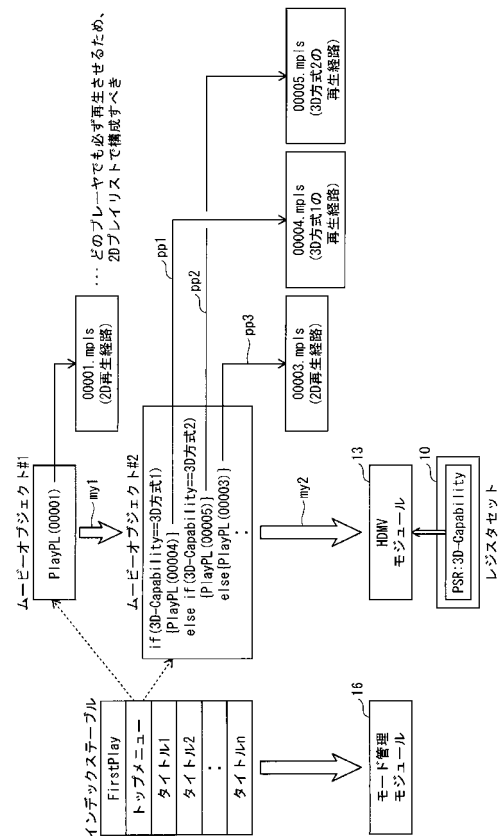 インデックステーブル
FirstPlay
トップメニュー
タイトル1
タイトル2
:
タイトルn
16
モード管理
モジュール
ムービーオブジェクト#1
PlayPL(00001)
my1
00001.mpls
(2D再生経路)
... どのプレーヤでも必ず再生させるため、
2Dプレイリストで構成すべき
ムービーオブジェクト#2
if(3D-Capability==3D方式1)
{PlayPL(00004)}
else if(3D-Capability==3D方式2)
{PlayPL(00005)}
else{PlayPL(00003)}
:
pp1
pp2
pp3
00003.mpls
(2D再生経路)
00004.mpls
(3D方式1の
再生経路)
00005.mpls
(3D方式2の
再生経路)
my2
13
HDMV
モジュール
10
PSR:3D-Capability
レジスタセット